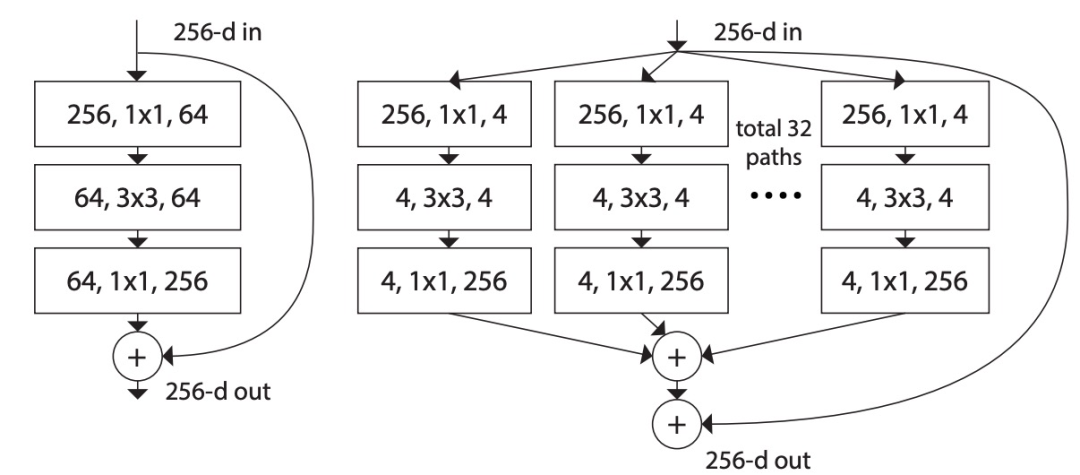 256-d in
256, 1x1, 64
64, 3x3, 64
64, 1x1, 256
+
256-d out
256-d in
256, 1x1, 4
256, 1x1, 4
total 32
paths
256, 1x1, 4
4, 3x3, 4
4, 3x3, 4
....
4, 3x3, 4
4, 1x1, 256
4, 1x1, 256
4, 1x1, 256
+
+
256-d out